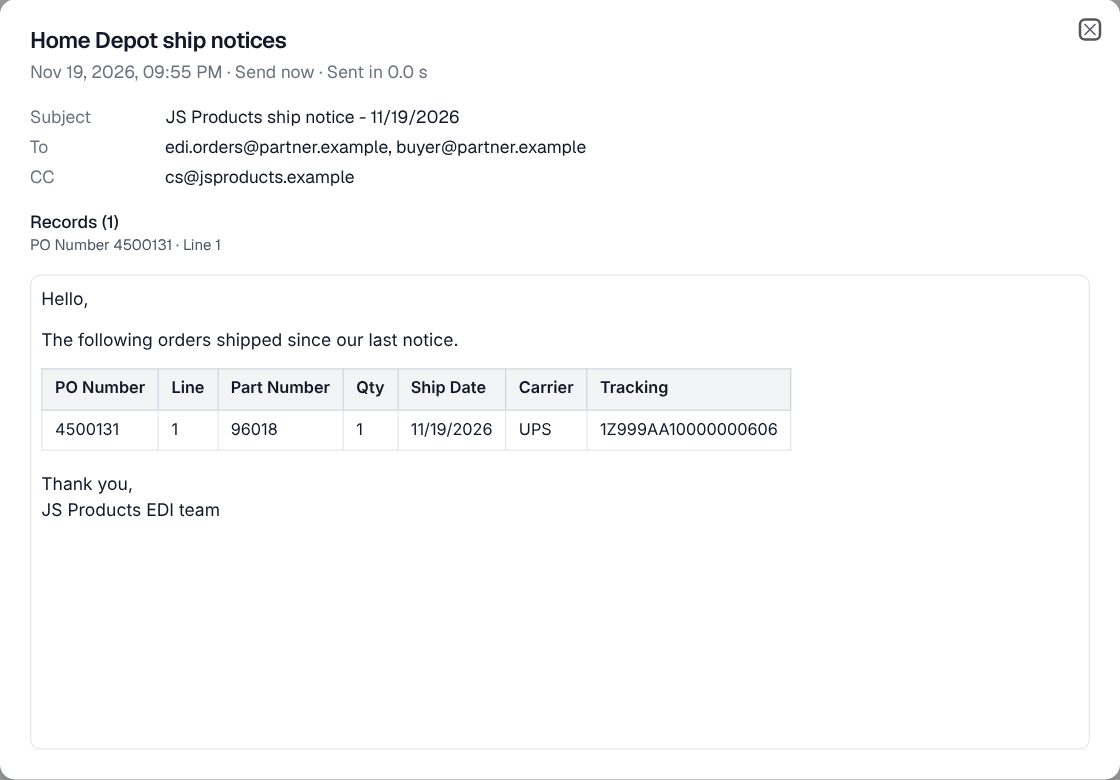 Home Depot ship notices
Nov 19, 2026, 09:55 PM · Send now · Sent in 0.0 s
Subject JS Products ship notice - 11/19/2026
To edi.orders@partner.example, buyer@partner.example
CC cs@jsproducts.example
Records (1)
PO Number 4500131 · Line 1
Hello,
The following orders shipped since our last notice.
PO Number Line Part Number Qty Ship Date Carrier Tracking
4500131 1 96018 1 11/19/2026 UPS 1Z999AA10000000606
Thank you,
JS Products EDI team